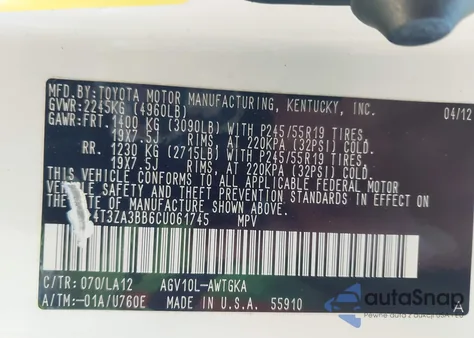 MFD.BY:TOYOTA MOTOR MANUFACTURING, KENTUCKY, INC.
04/12
GVWR:2245KG (4960LB)
GAWR:FRT. 1400 KG (3090LB) WITH P245/55R19 TIRES,
19X7.5J RIMS, AT 220KPA (32PSI) COLD.
RR. 1230 KG (2715LB) WITH P245/55R19 TIRES,
19X7.5J RIMS, AT 220KPA (32PSI) COLD.
THIS VEHICLE CONFORMS TO ALL APPLICABLE FEDERAL MOTOR
VEHICLE SAFETY AND THEFT PREVENTION STANDARDS IN EFFECT ON
THE DATE OF MANUFACTURE SHOWN ABOVE.
4T3ZA3BB6CU061745 MPV
C/TR: 070/LA12 AGV10L-AWTGKA
A/TM:-01A/U760E MADE IN U.S.A. 55910
A
autoSnap